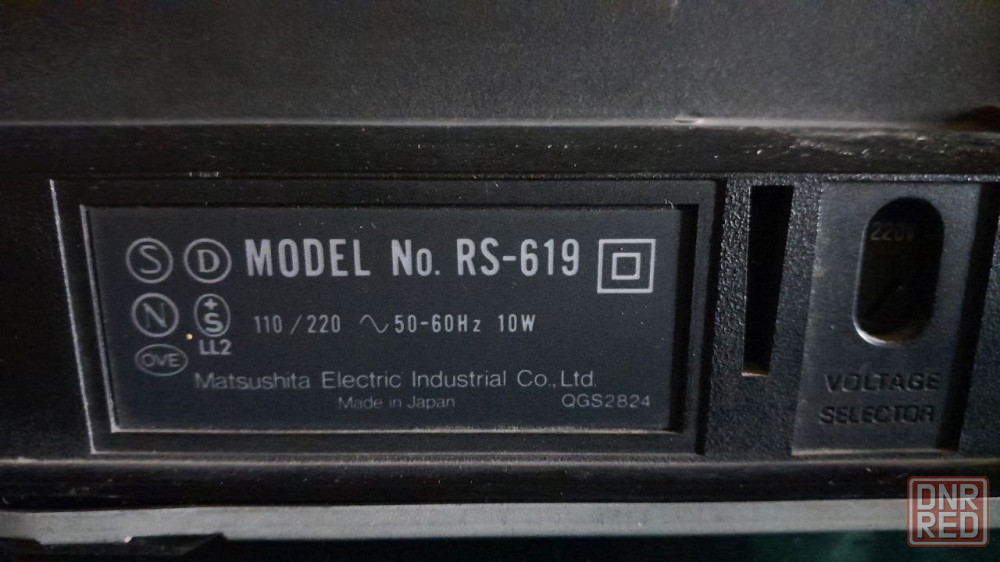 S D MODEL No. RS-619
N +S
110/220 ∿50-60Hz 10W
LL2
OVE
Matsushita Electric Industrial Co., Ltd.
Made in Japan QGS2824
220V
VOLTAGE
SELECTOR
DNR
RED